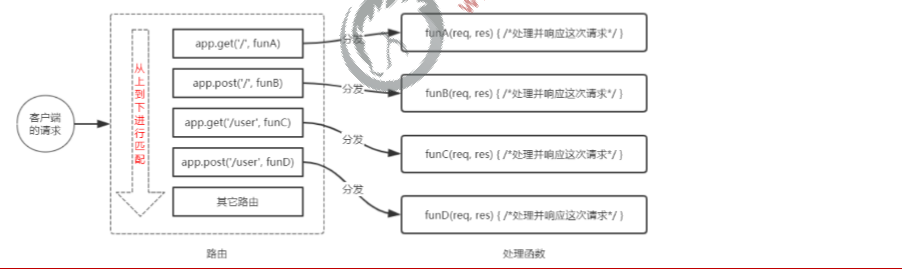 客户端
的请求
从上到下进行匹配
app.get('/', funA)
app.post('/', funB)
app.get('/user', funC)
app.post('/user', funD)
其它路由
路由
分发
分发
分发
分发
funA(req, res) { /*处理并响应这次请求*/ }
funB(req, res) { /*处理并响应这次请求*/ }
funC(req, res) { /*处理并响应这次请求*/ }
funD(req, res) { /*处理并响应这次请求*/ }
处理函数